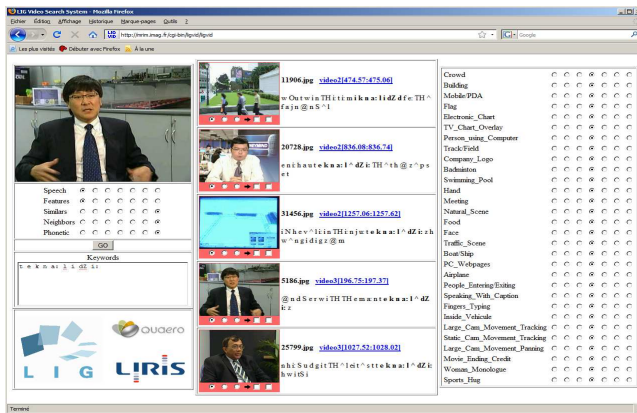 LIG Video Search System - Mozilla Firefox
Fichier Édition Affichage Historique Marque-pages Outils ?
http://mrim.imag.fr/cgi-bin/ligvid/ligvid
Google
Les plus visités Débuter avec Firefox À la une
Speech
Features
Similars
Neighbors
Phonetic
GO
Keywords
t e k n a: l i dZ i:
LIG
Quaero
LIRIS
11906.jpg video2[474.57:475.06]
20728.jpg video2[836.08:836.74]
31456.jpg video2[1257.06:1257.62]
5186.jpg video3[196.75:197.37]
25799.jpg video3[1027.52:1028.02]
Crowd
Building
Mobile/PDA
Flag
Electronic_Chart
TV_Chart_Overlay
Person_using_Computer
Track/Field
Company_Logo
Badminton
Swimming_Pool
Hand
Meeting
Natural_Scene
Food
Face
Traffic_Scene
Boat/Ship
PC_Webpages
Airplane
People_Entering/Exiting
Speaking_With_Caption
Fingers_Typing
Inside_Vehicule
Large_Cam_Movement_Tracking
Static_Cam_Movement_Tracking
Large_Cam_Movement_Panning
Movie_Ending_Credit
Woman_Monologue
Sports_Hug
Terminé